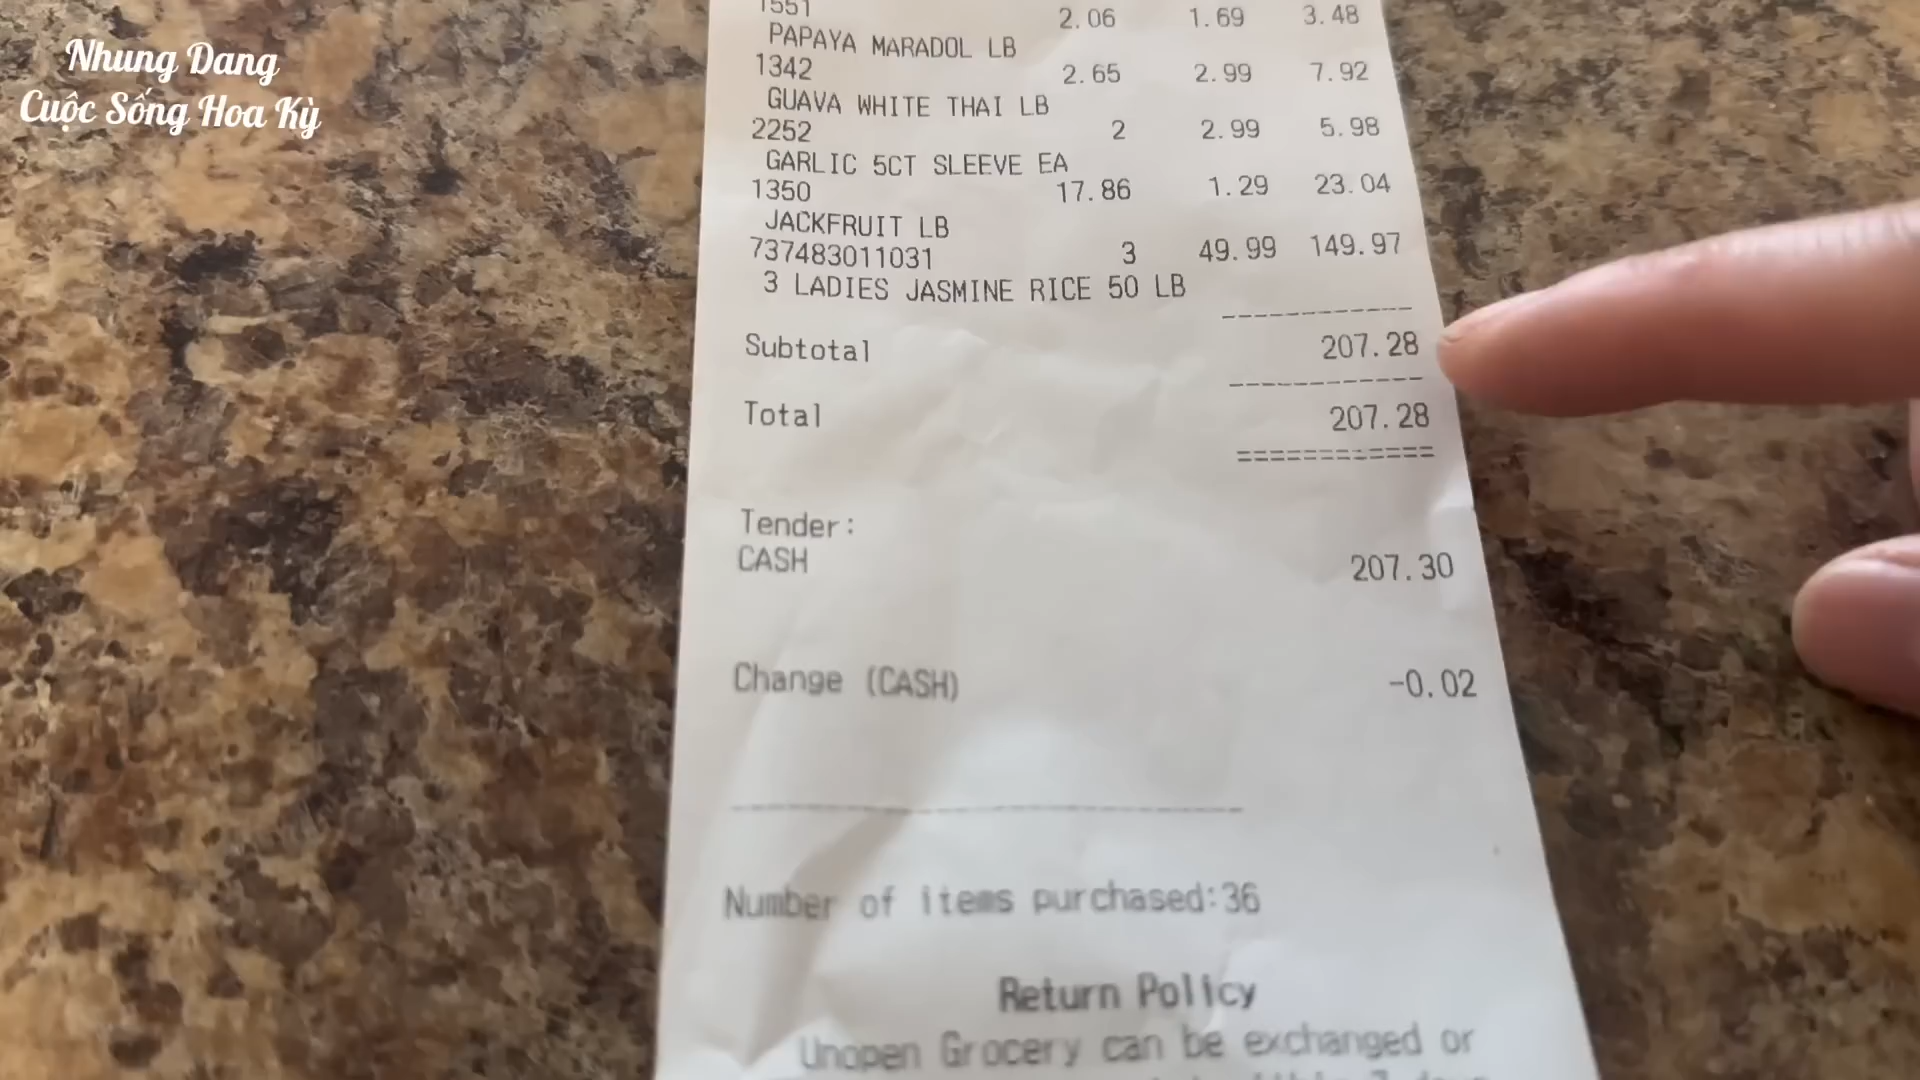 Nhung Dang
Cuộc Sống Hoa Kỳ
1551 2.06 1.69 3.48
PAPAYA MARADOL LB
1342 2.65 2.99 7.92
GUAVA WHITE THAI LB
2252 2 2.99 5.98
GARLIC 5CT SLEEVE EA
1350 17.86 1.29 23.04
JACKFRUIT LB
737483011031 3 49.99 149.97
3 LADIES JASMINE RICE 50 LB
Subtotal 207.28
Total 207.28
Tender:
CASH 207.30
Change (CASH) -0.02
Number of items purchased:36
Return Policy
Unopen Grocery can be exchanged or